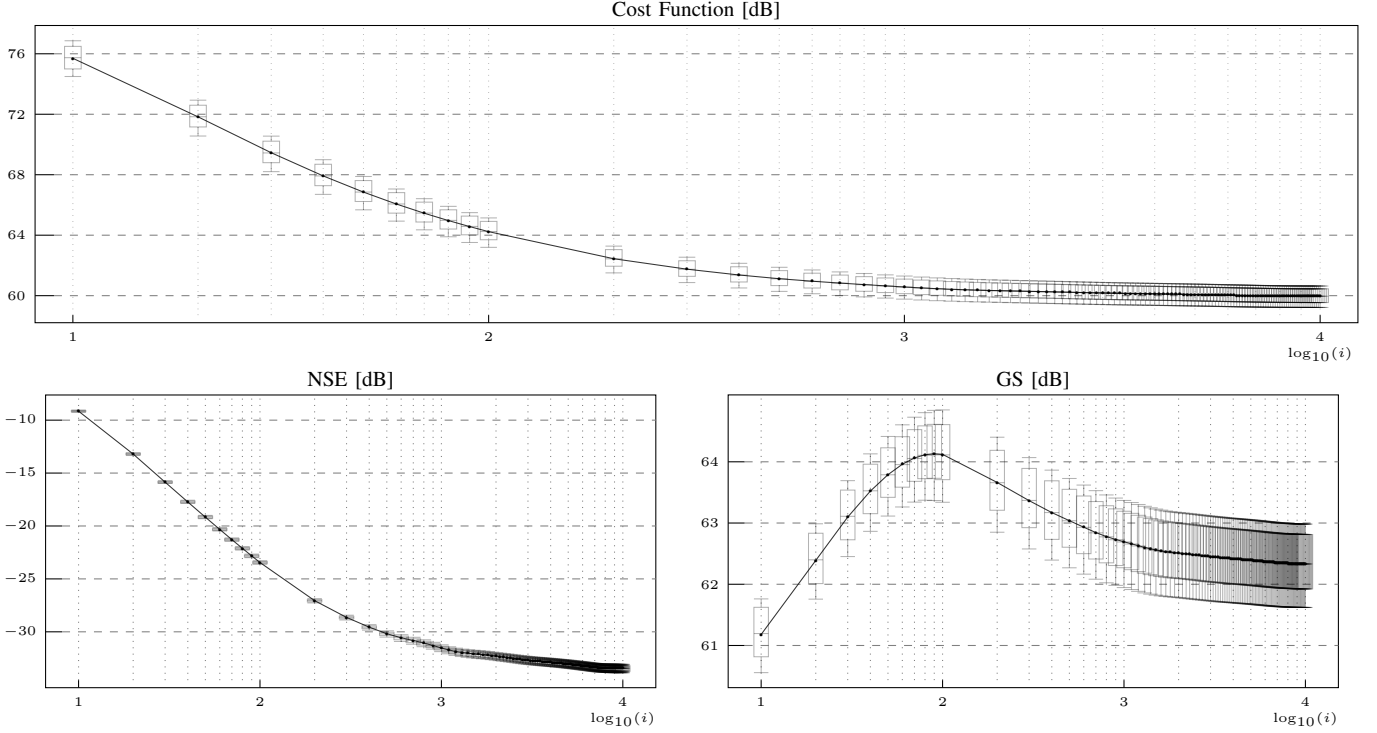 Cost Function [dB]
76
72
68
64
60
1 2 3 4
log10(i)
NSE [dB]
−10
−15
−20
−25
−30
1 2 3 4
log10(i)
GS [dB]
64
63
62
61
1 2 3 4
log10(i)